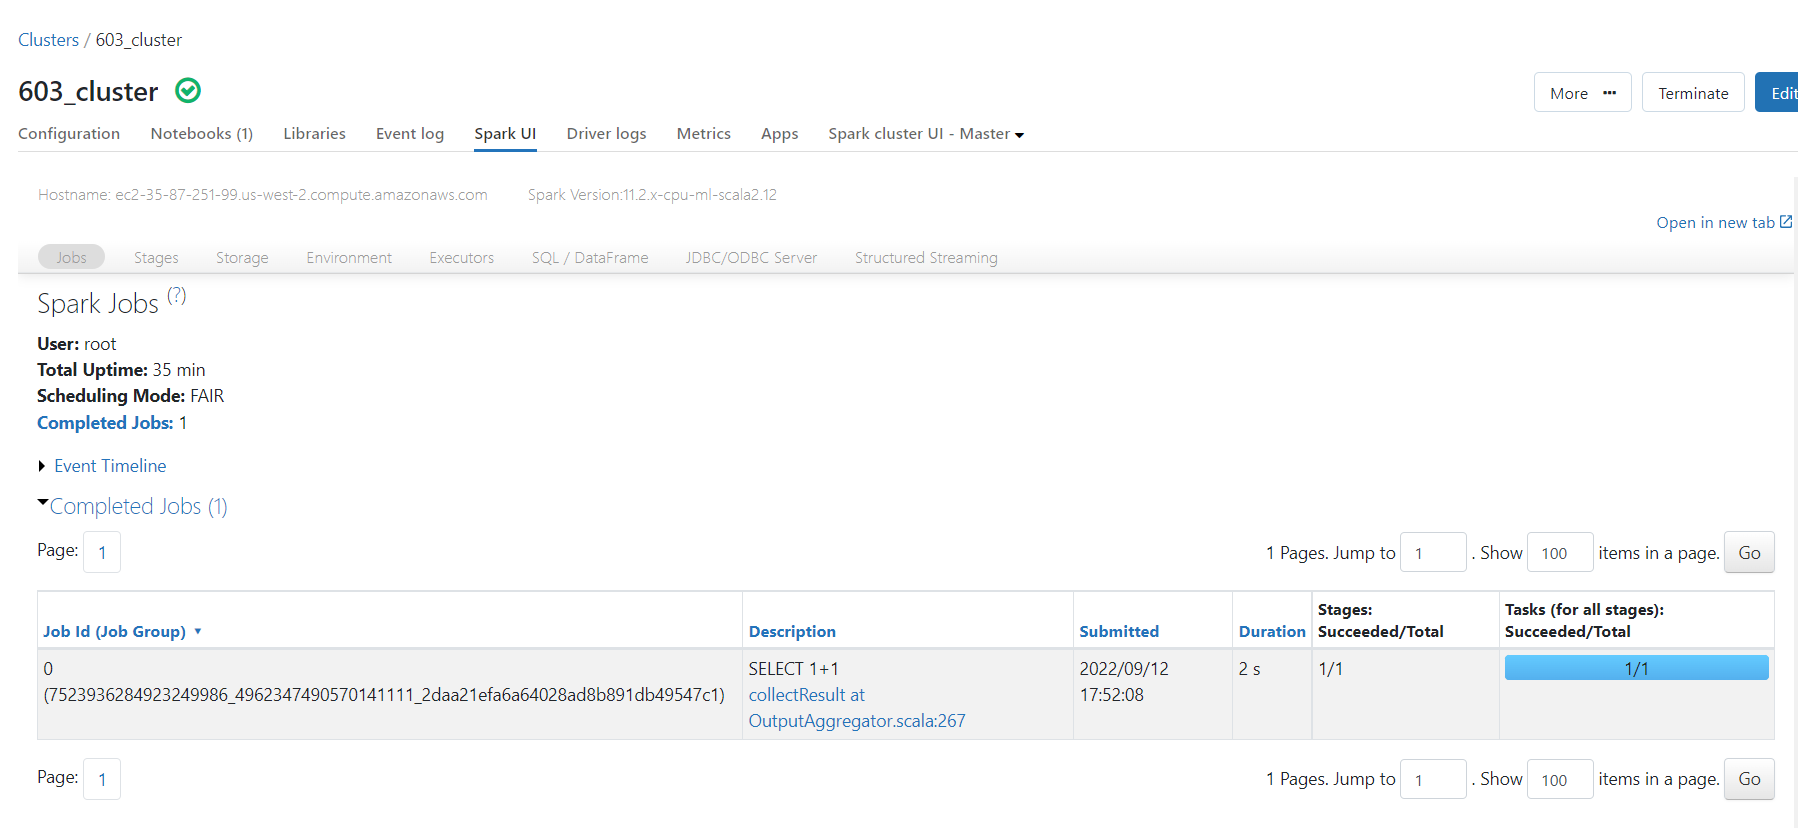 Clusters / 603_cluster
603_cluster
More ••• Terminate Edit
Configuration Notebooks (1) Libraries Event log Spark UI Driver logs Metrics Apps Spark cluster UI - Master
Hostname: ec2-35-87-251-99.us-west-2.compute.amazonaws.com Spark Version:11.2.x-cpu-ml-scala2.12
Open in new tab
Jobs Stages Storage Environment Executors SQL / DataFrame JDBC/ODBC Server Structured Streaming
Spark Jobs (?)
User: root
Total Uptime: 35 min
Scheduling Mode: FAIR
Completed Jobs: 1
Event Timeline
Completed Jobs (1)
Page: 1 1 Pages. Jump to 1 . Show 100 items in a page. Go
Job Id (Job Group) ▾ Description Submitted Duration Stages: Succeeded/Total Tasks (for all stages): Succeeded/Total
0 SELECT 1+1 2022/09/12 2 s 1/1 1/1
(7523936284923249986_4962347490570141111_2daa21efa6a64028ad8b891db49547c1) collectResult at 17:52:08
OutputAggregator.scala:267
Page: 1 1 Pages. Jump to 1 . Show 100 items in a page. Go